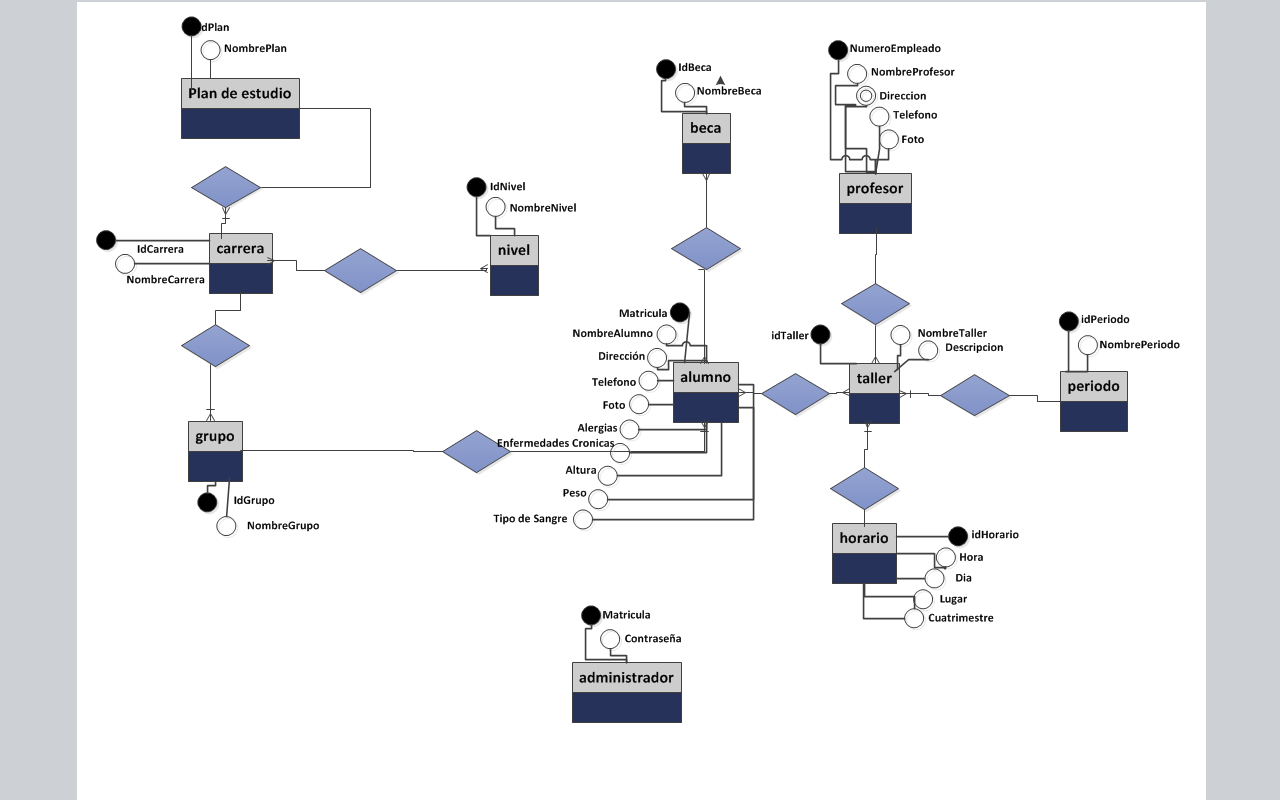 dPlan
NombrePlan
Plan de estudio
IdCarrera
NombreCarrera
carrera
IdNivel
NombreNivel
nivel
grupo
IdGrupo
NombreGrupo
IdBeca
NombreBeca
beca
NumeroEmpleado
NombreProfesor
Direccion
Telefono
Foto
profesor
Matricula
NombreAlumno
Dirección
Telefono
Foto
Alergias
Enfermedades Cronicas
Altura
Peso
Tipo de Sangre
alumno
idTaller
NombreTaller
Descripcion
taller
idPeriodo
NombrePeriodo
periodo
horario
idHorario
Hora
Dia
Lugar
Cuatrimestre
Matricula
Contraseña
administrador